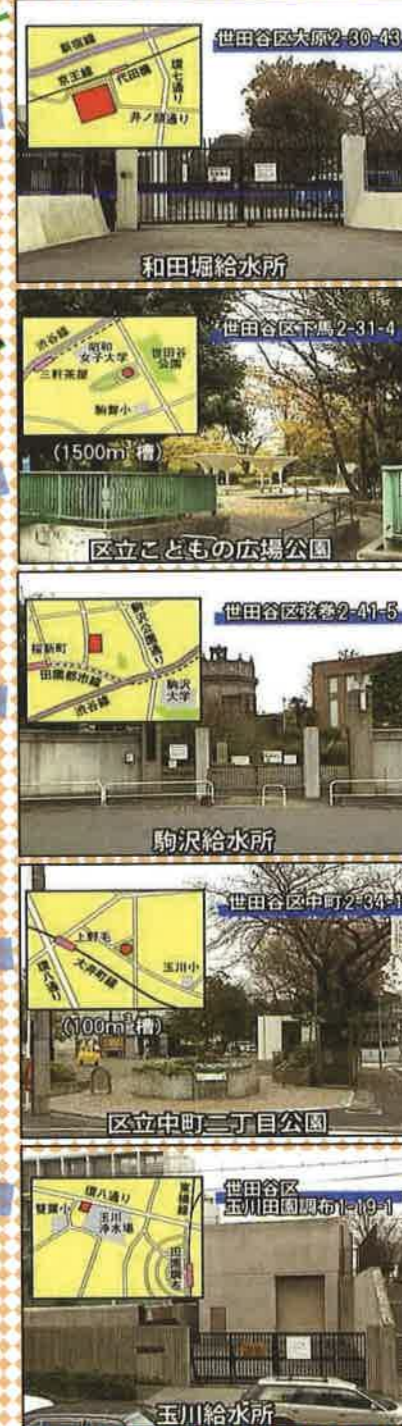 世田谷区大原2-30-43
新宿線
京王線
代田橋
環七通り
井ノ頭通り
和田堀給水所
世田谷区下馬2-31-4
渋谷線
昭和
女子大学
世田谷
公園
三軒茶屋
駒繋小
(1500m³槽)
区立こどもの広場公園
世田谷区弦巻2-41-5
駒沢公園通り
桜新町
田園都市線
渋谷線
駒沢
大学
駒沢給水所
世田谷区中町2-34-1
上野毛
大井町線
玉川小
環八通り
(100m³槽)
区立中町二丁目公園
世田谷区
玉川田園調布1-19-1
環八通り
東横線
雙葉小
玉川
浄水場
田園調布
玉川給水所